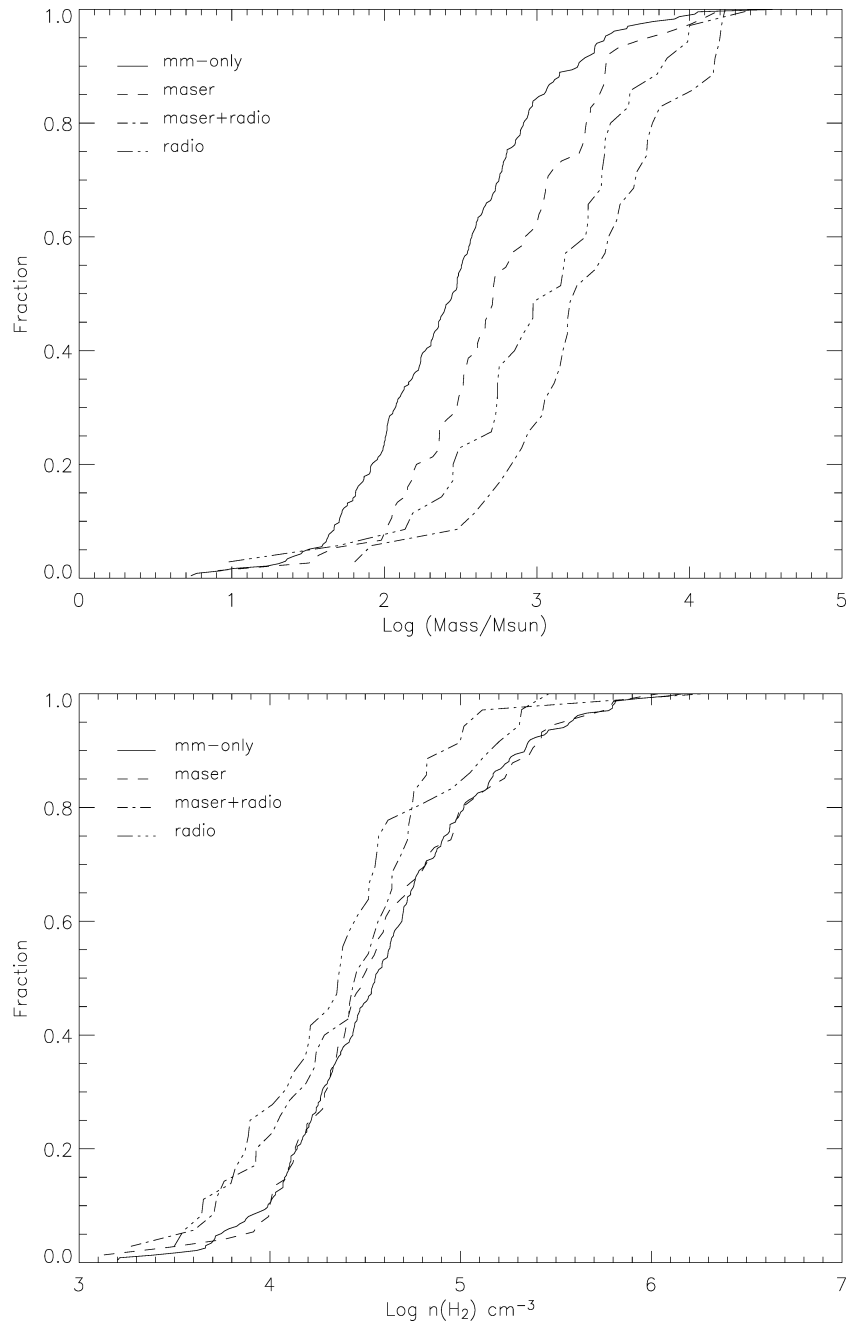 1.0
mm-only
maser
maser+radio
radio
0.8
0.6
Fraction
0.4
0.2
0.0
0 1 2 3 4 5
Log (Mass/Msun)
1.0
mm-only
maser
maser+radio
radio
0.8
0.6
Fraction
0.4
0.2
0.0
3 4 5 6 7
Log n(H₂) cm⁻³